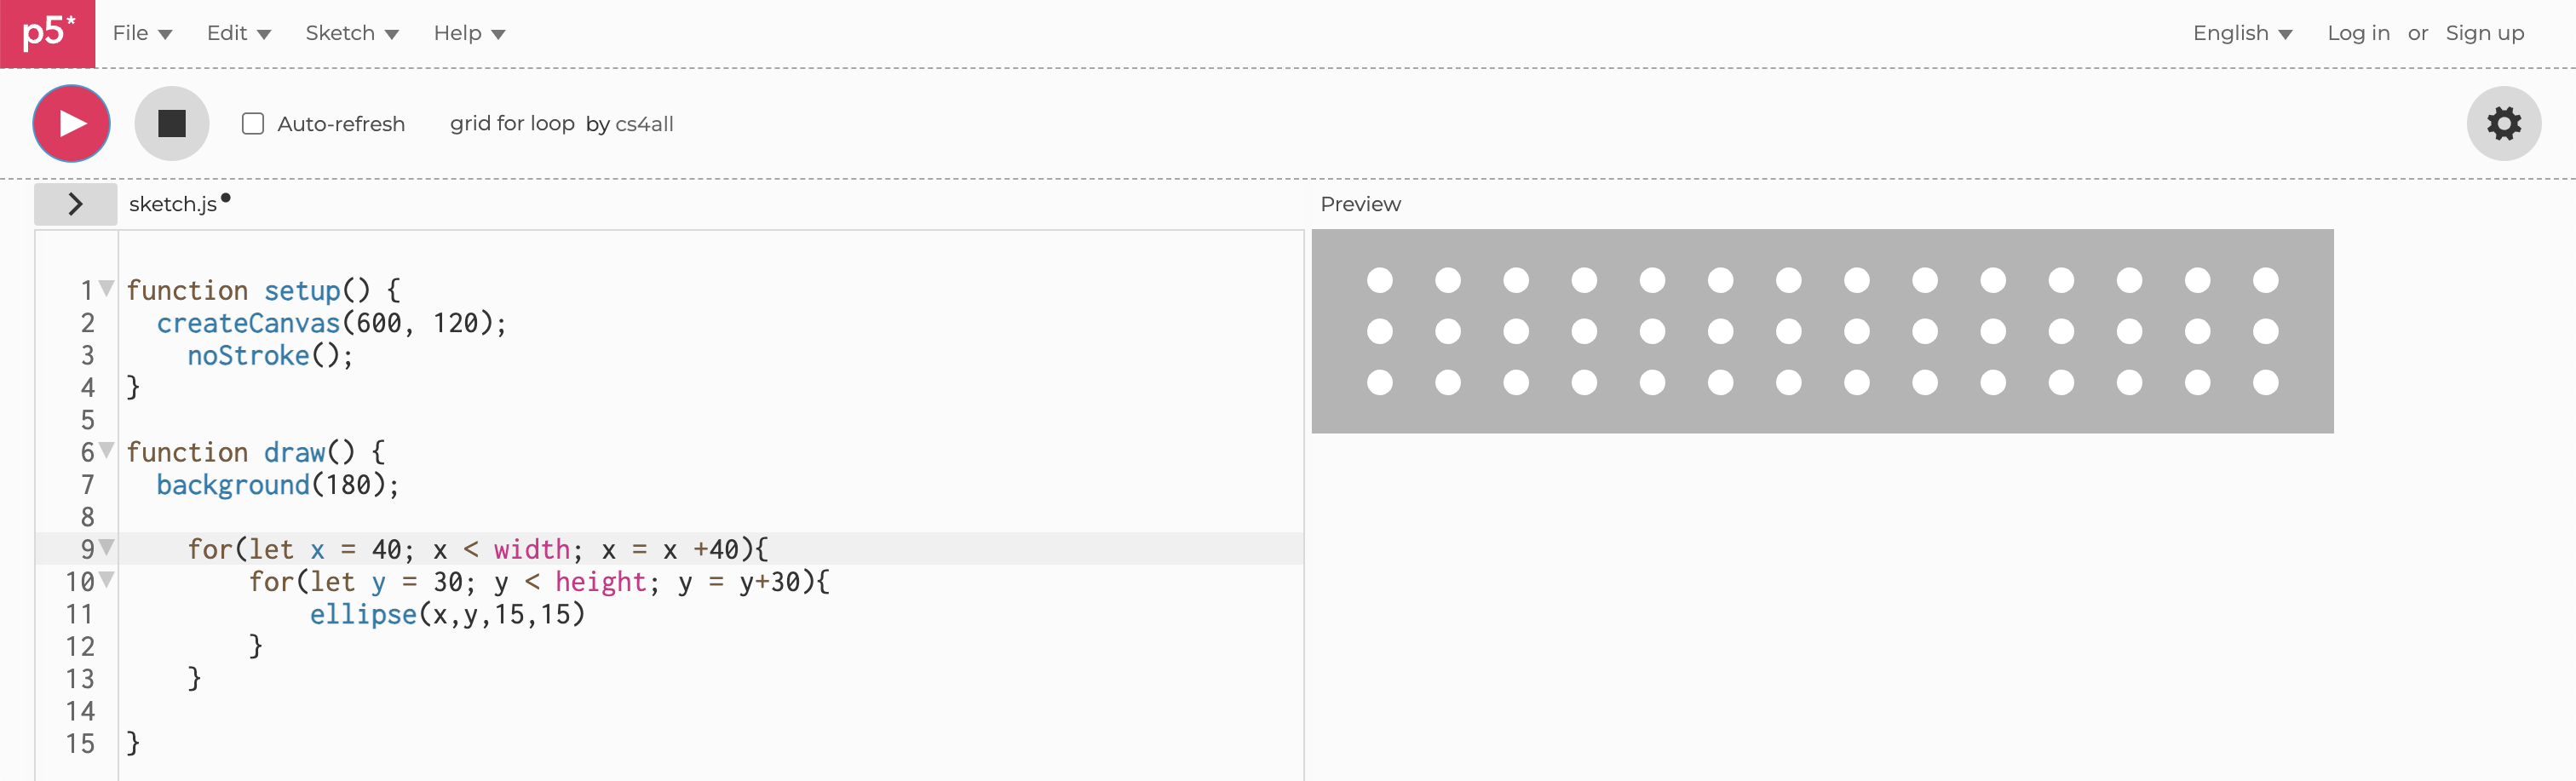 p5* File Edit Sketch Help English Log in or Sign up
Auto-refresh grid for loop by cs4all
sketch.js Preview
1 function setup() {
2 createCanvas(600, 120);
3 noStroke();
4 }
5
6 function draw() {
7 background(180);
8
9 for(let x = 40; x < width; x = x +40){
10 for(let y = 30; y < height; y = y+30){
11 ellipse(x,y,15,15)
12 }
13 }
14
15 }